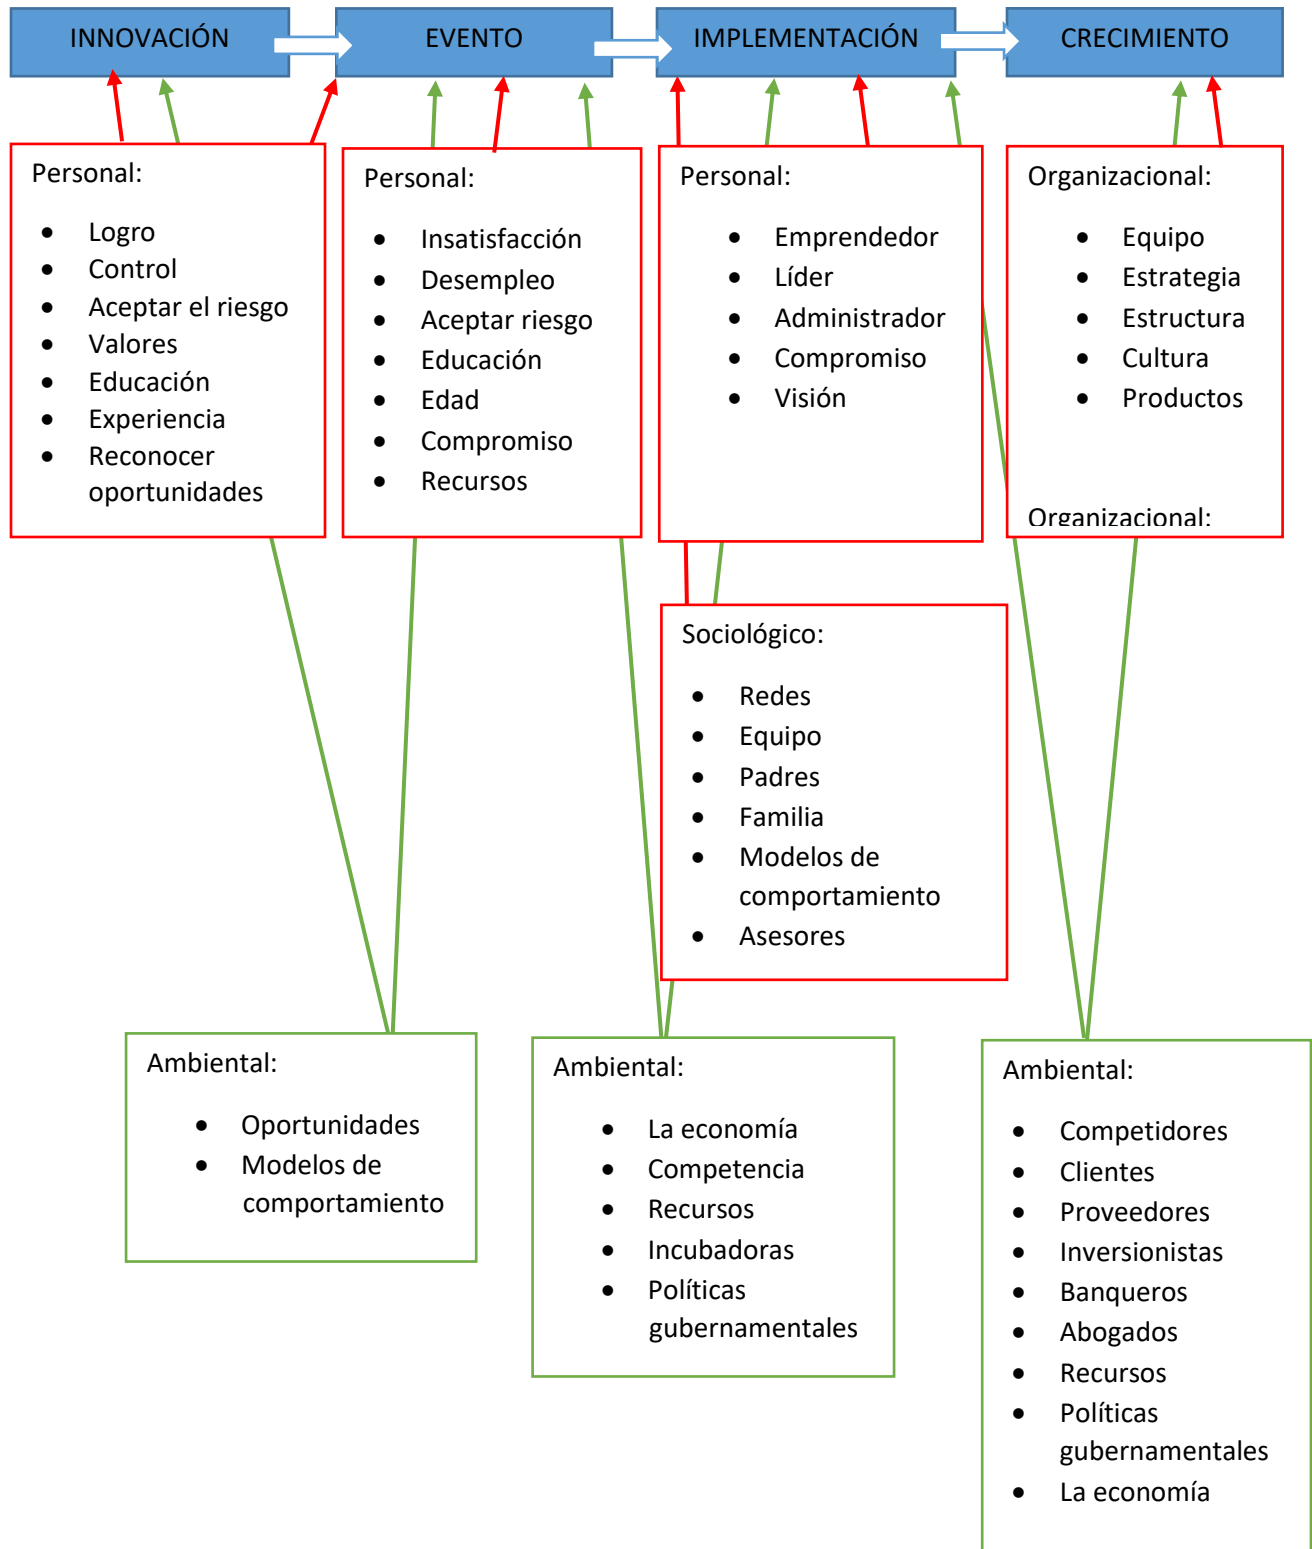 INNOVACIÓN
EVENTO
IMPLEMENTACIÓN
CRECIMIENTO
Personal:
• Logro
• Control
• Aceptar el riesgo
• Valores
• Educación
• Experiencia
• Reconocer
oportunidades
Personal:
• Insatisfacción
• Desempleo
• Aceptar riesgo
• Educación
• Edad
• Compromiso
• Recursos
Personal:
• Emprendedor
• Líder
• Administrador
• Compromiso
• Visión
Organizacional:
• Equipo
• Estrategia
• Estructura
• Cultura
• Productos
Organizacional:
Sociológico:
• Redes
• Equipo
• Padres
• Familia
• Modelos de
comportamiento
• Asesores
Ambiental:
• Oportunidades
• Modelos de
comportamiento
Ambiental:
• La economía
• Competencia
• Recursos
• Incubadoras
• Políticas
gubernamentales
Ambiental:
• Competidores
• Clientes
• Proveedores
• Inversionistas
• Banqueros
• Abogados
• Recursos
• Políticas
gubernamentales
• La economía